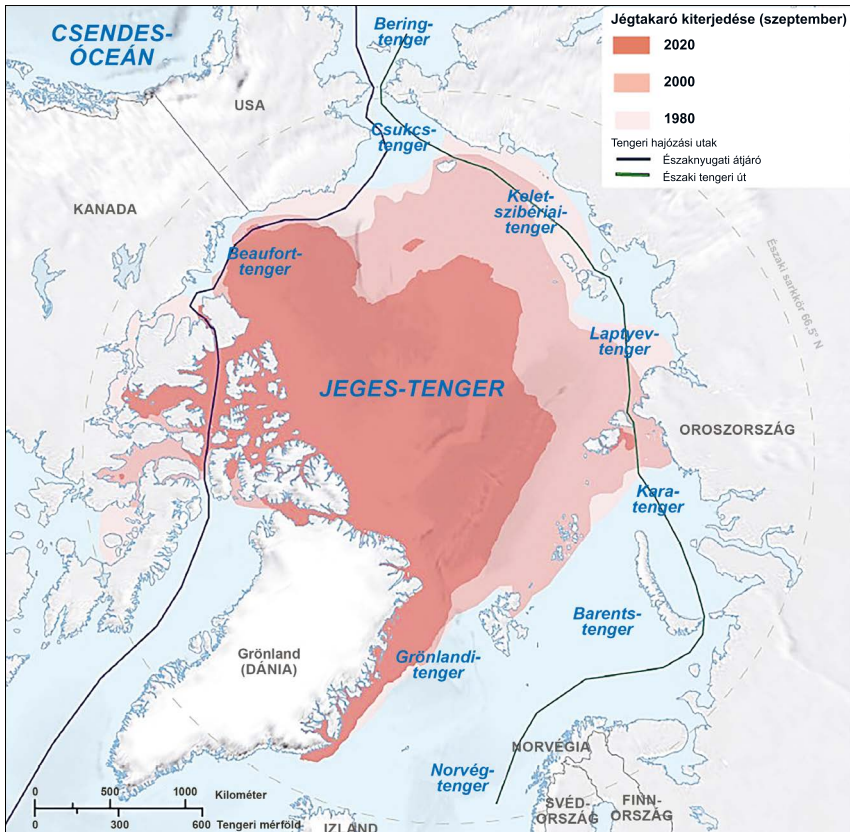 CSENDES-
ÓCEÁN
Bering-
tenger
USA
Csukcs-
tenger
KANADA
Kelet-
szibériai-
tenger
Beaufort-
tenger
Laptyev-
tenger
JEGES-TENGER
OROSZORSZÁG
Kara-
tenger
Barents-
tenger
Grönland
(DÁNIA)
Grönlandi-
tenger
NORVÉGIA
Norvég-
tenger
SVÉD-
ORSZÁG
FINN-
ORSZÁG
IZLAND
Északi sarkkör 66,5° N
Jégtakaró kiterjedése (szeptember)
2020
2000
1980
Tengeri hajózási utak
Északnyugati átjáró
Északi tengeri út
0 500 1000 Kilométer
0 300 600 Tengeri mérföld